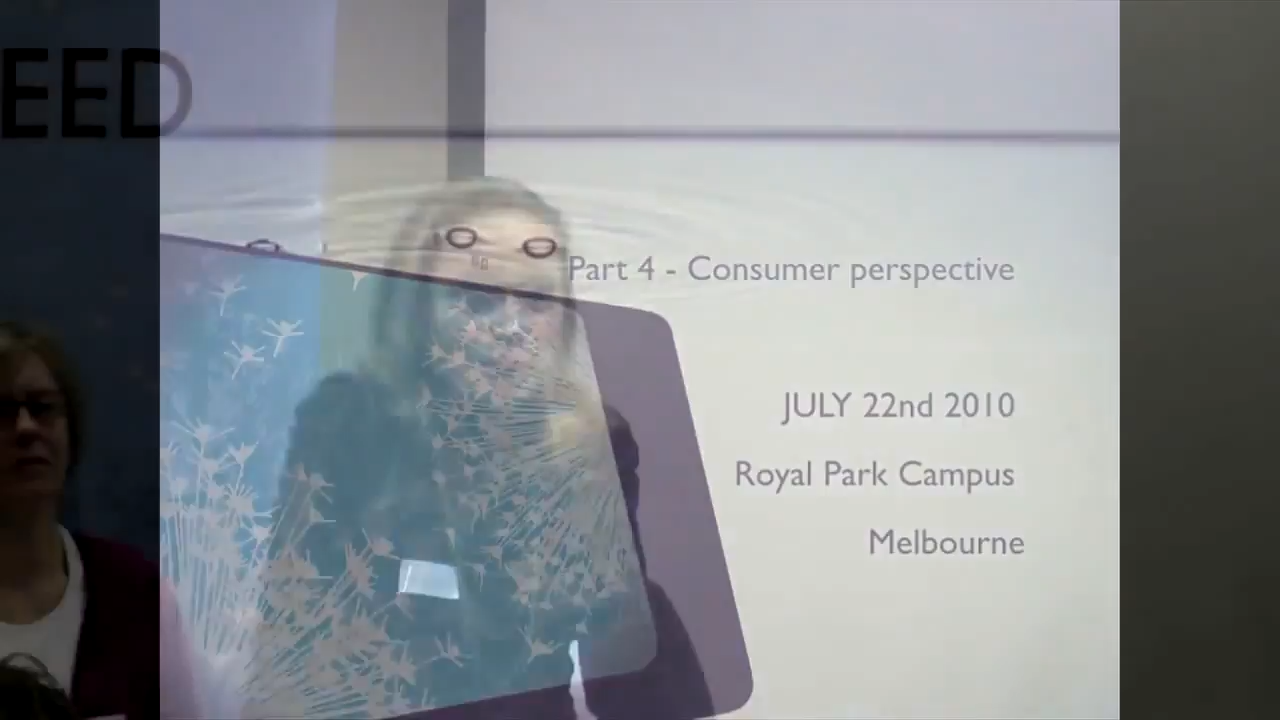 EED
Part 4 - Consumer perspective
JULY 22nd 2010
Royal Park Campus
Melbourne